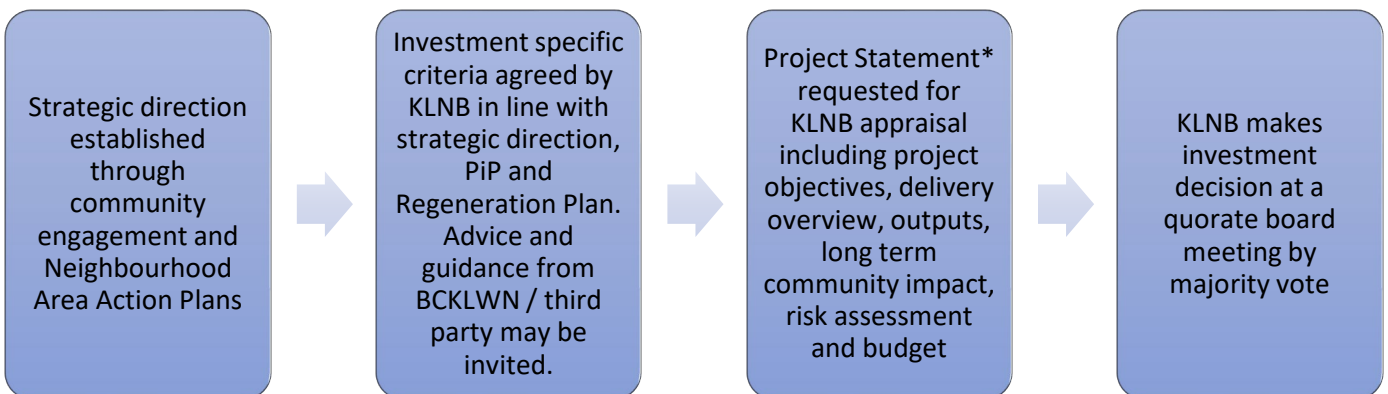 Strategic direction
established
through
community
engagement and
Neighbourhood
Area Action Plans
Investment specific
criteria agreed by
KLNB in line with
strategic direction,
PiP and
Regeneration Plan.
Advice and
guidance from
BCKLWN / third
party may be
invited.
Project Statement*
requested for
KLNB appraisal
including project
objectives, delivery
overview, outputs,
long term
community impact,
risk assessment
and budget
KLNB makes
investment
decision at a
quorate board
meeting by
majority vote